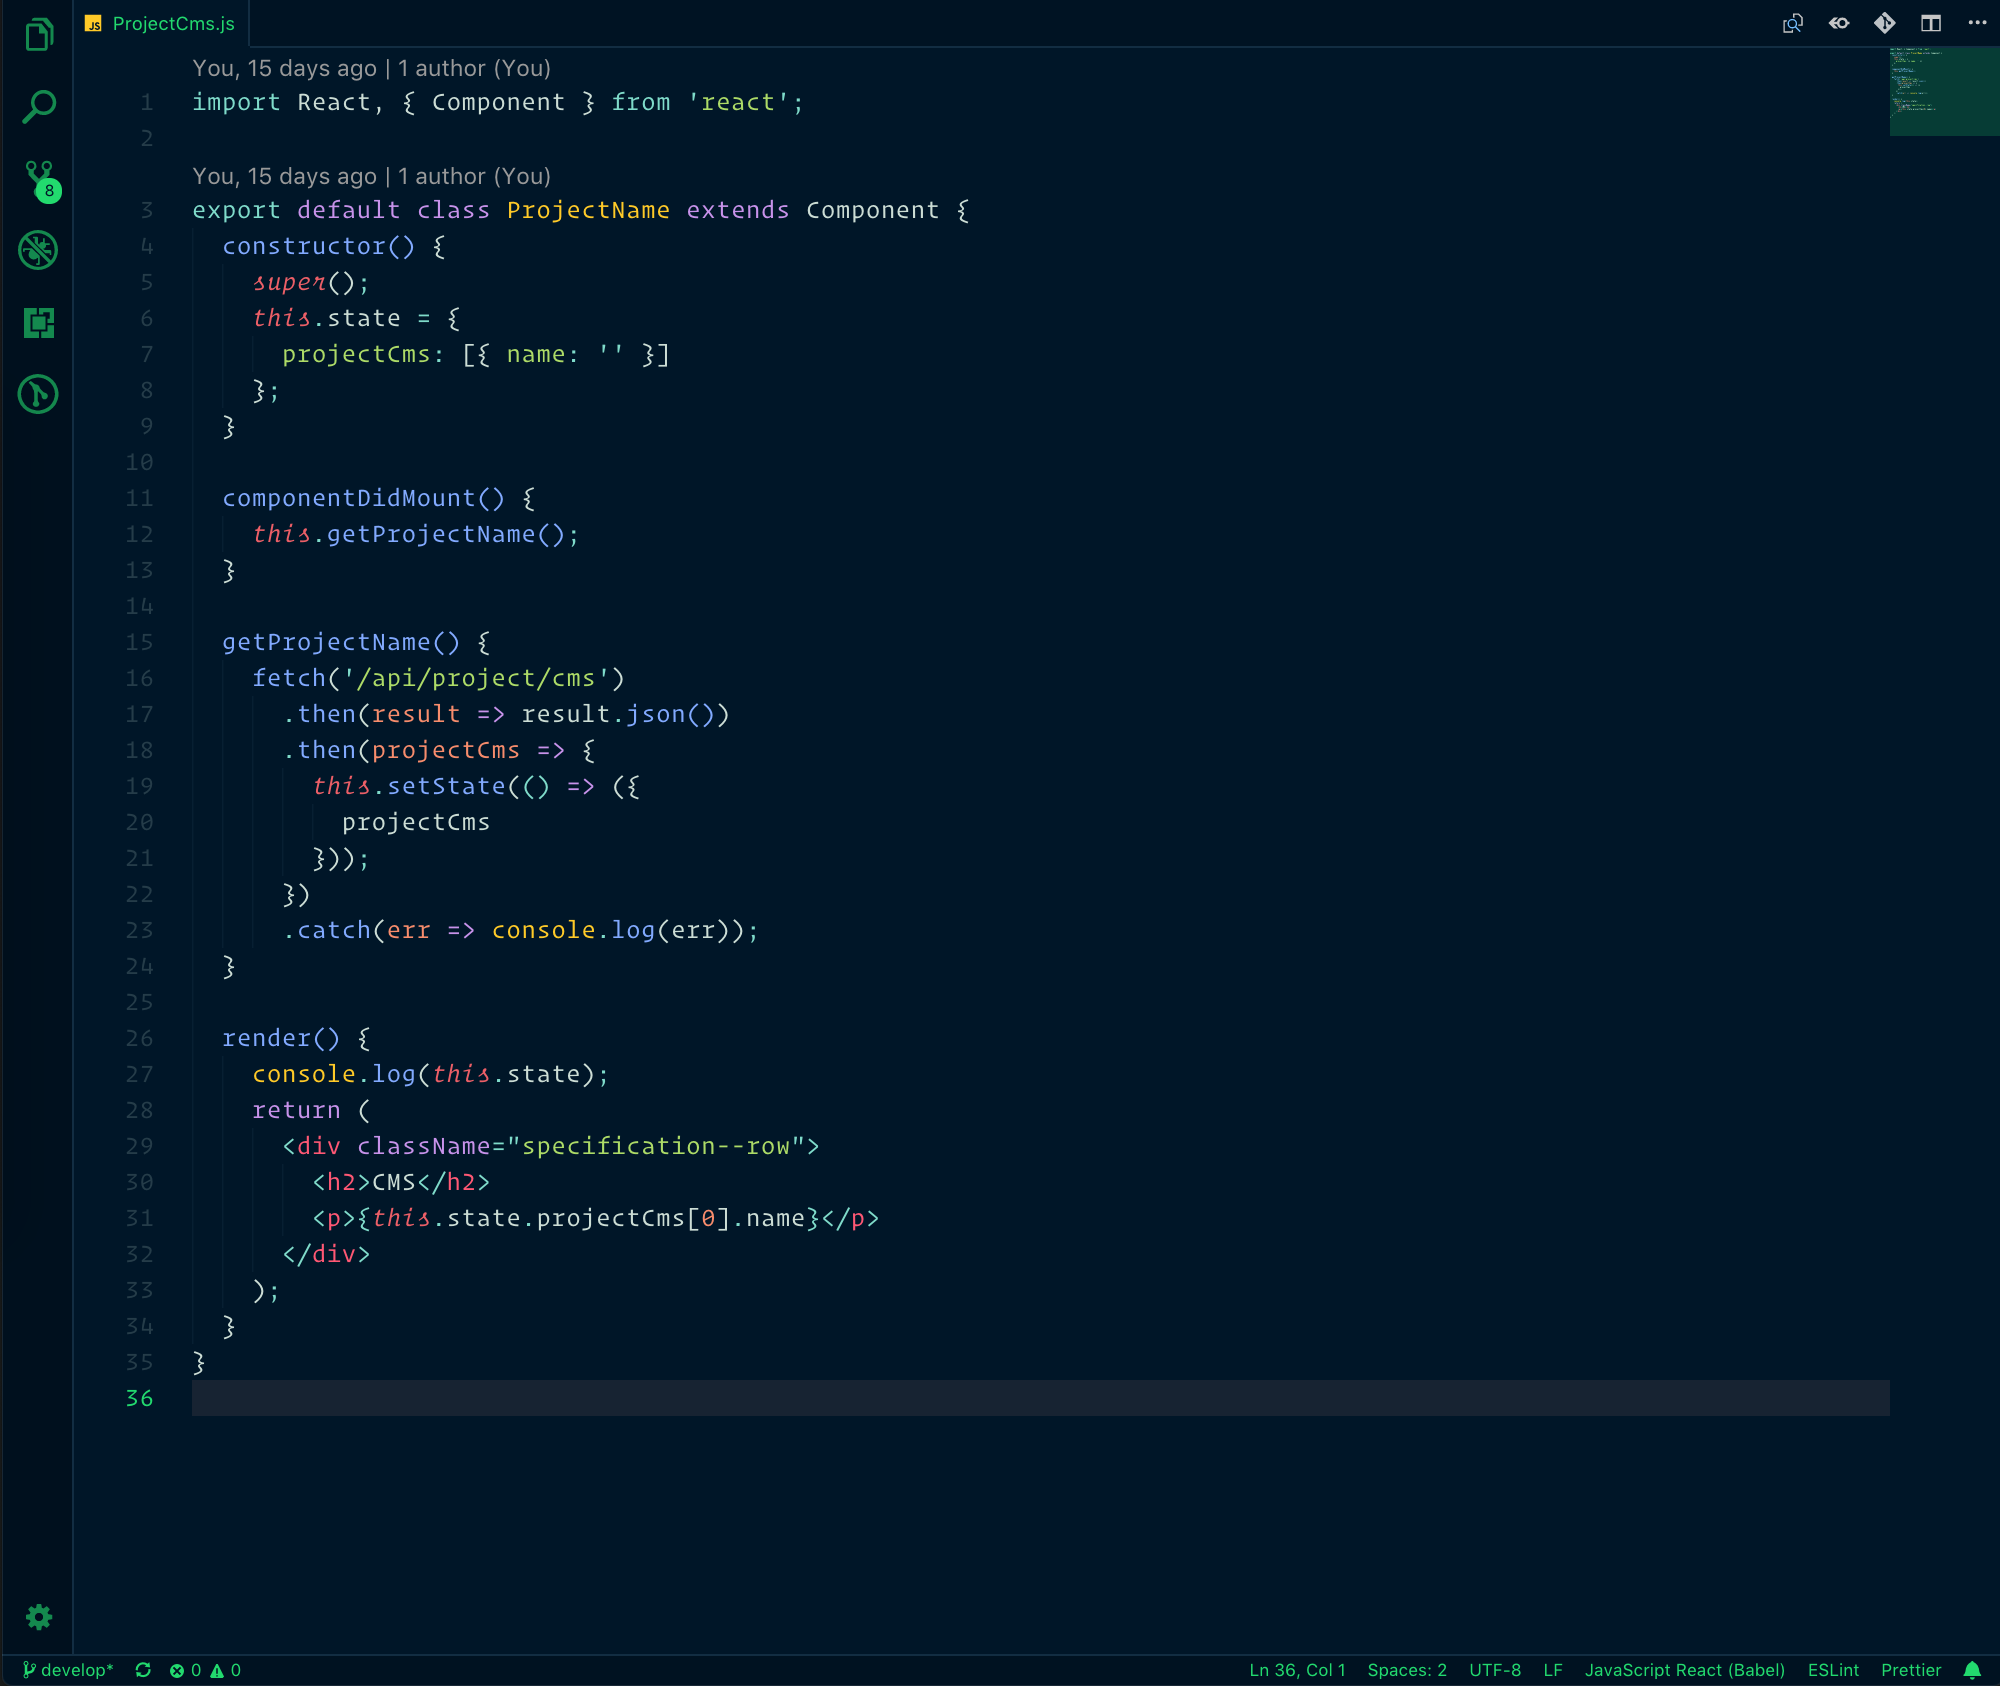 ProjectCms.js
You, 15 days ago | 1 author (You)
1 import React, { Component } from 'react';
2
You, 15 days ago | 1 author (You)
3 export default class ProjectName extends Component {
4 constructor() {
5 super();
6 this.state = {
7 projectCms: [{ name: '' }]
8 };
9 }
10
11 componentDidMount() {
12 this.getProjectName();
13 }
14
15 getProjectName() {
16 fetch('/api/project/cms')
17 .then(result => result.json())
18 .then(projectCms => {
19 this.setState(() => ({
20 projectCms
21 }));
22 })
23 .catch(err => console.log(err));
24 }
25
26 render() {
27 console.log(this.state);
28 return (
29 <div className="specification--row">
30 <h2>CMS</h2>
31 <p>{this.state.projectCms[0].name}</p>
32 </div>
33 );
34 }
35 }
36
8
develop* 0 0 Ln 36, Col 1 Spaces: 2 UTF-8 LF JavaScript React (Babel) ESLint Prettier